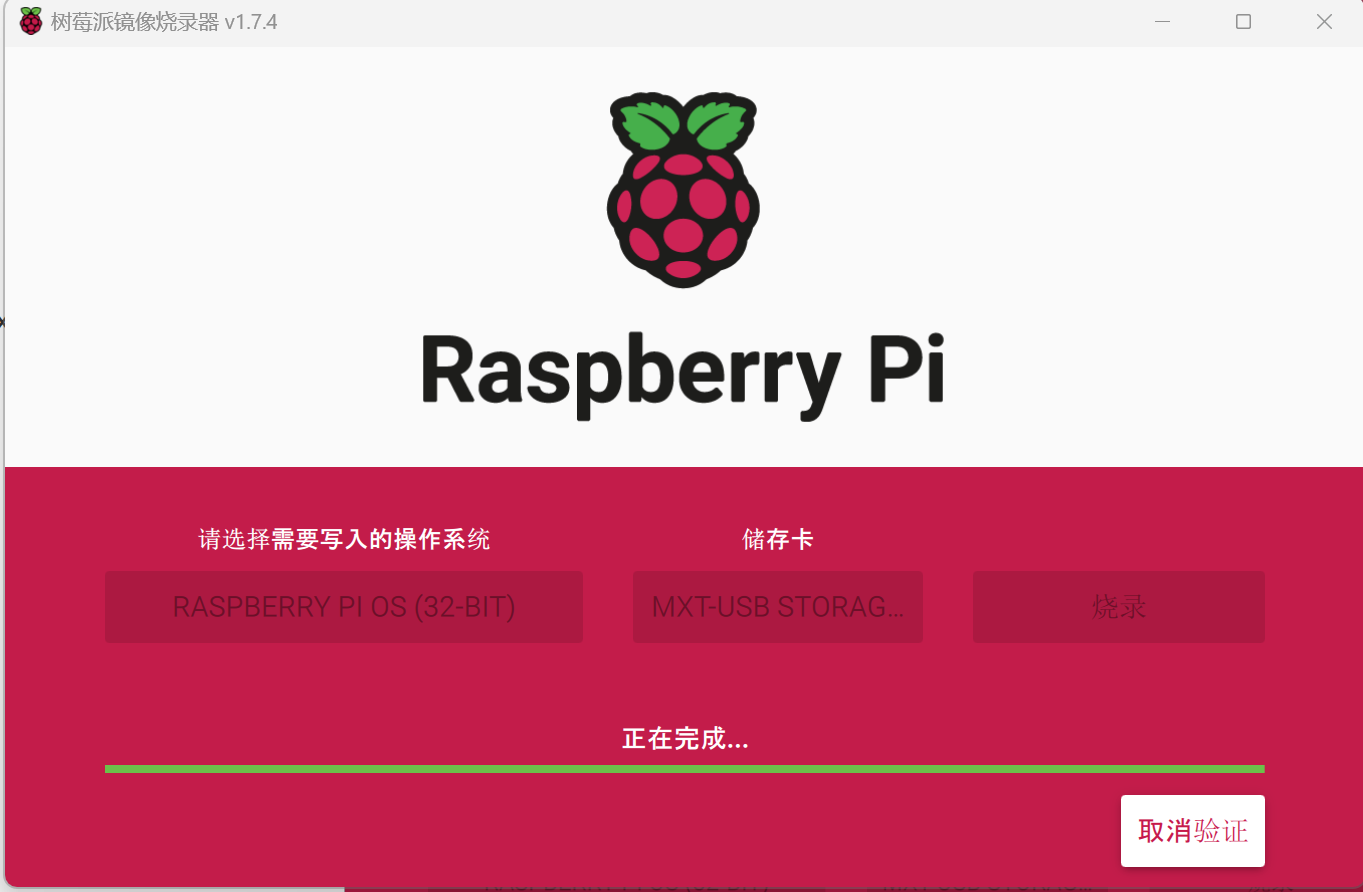 树莓派镜像烧录器 v1.7.4
Raspberry Pi
请选择需要写入的操作系统
储存卡
RASPBERRY PI OS (32-BIT)
MXT-USB STORAG...
烧录
正在完成...
取消验证